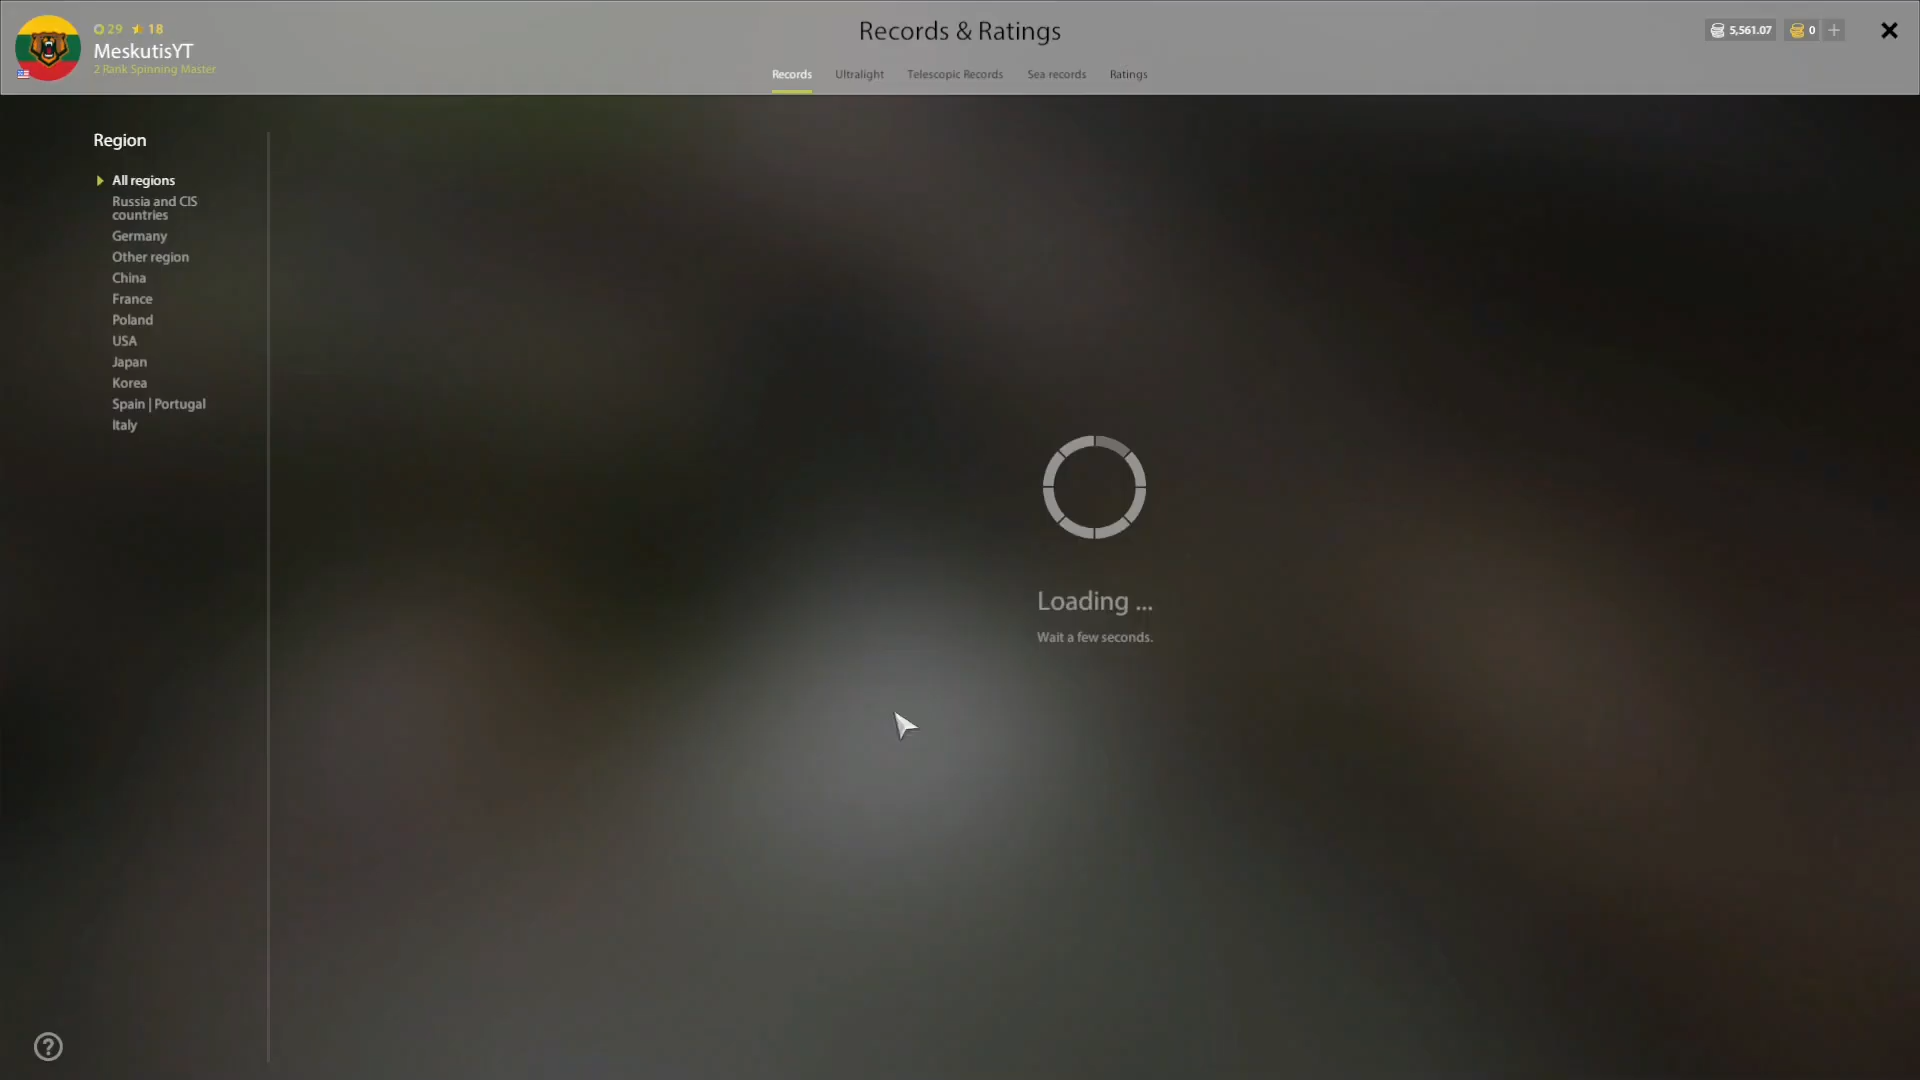 29 18
MeskutisYT
2 Rank Spinning Master
Records & Ratings
Records Ultralight Telescopic Records Sea records Ratings
5,561.07 0 +
Region
All regions
Russia and CIS
countries
Germany
Other region
China
France
Poland
USA
Japan
Korea
Spain | Portugal
Italy
Loading ...
Wait a few seconds.
?